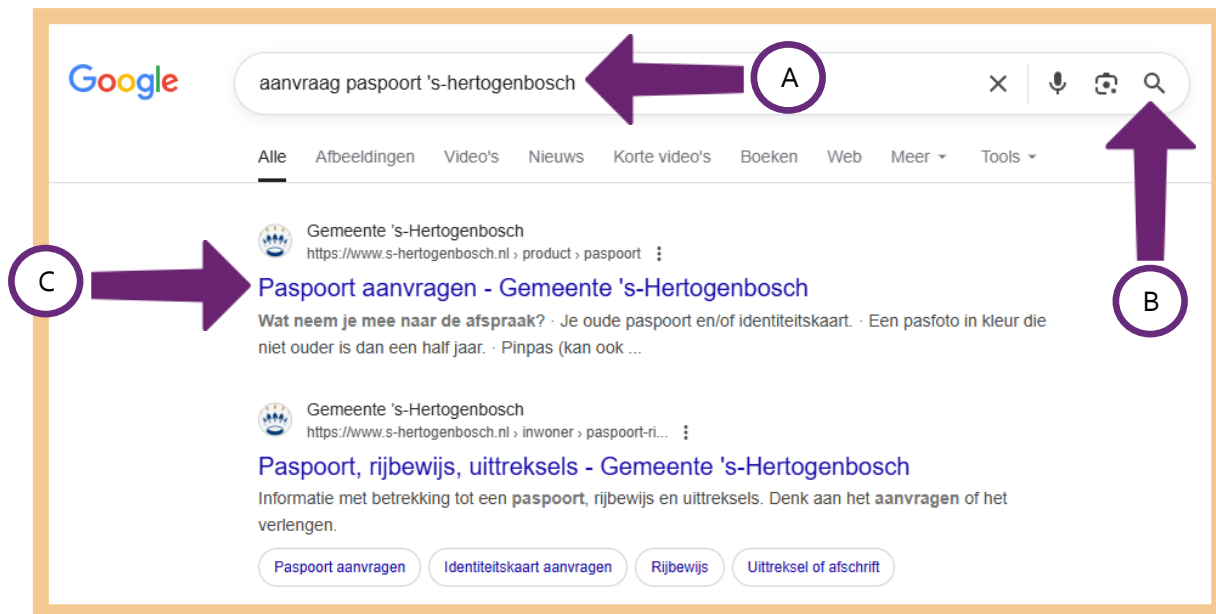 Google
aanvraag paspoort 's-hertogenbosch
A
Alle Afbeeldingen Video's Nieuws Korte video's Boeken Web Meer Tools
B
C
Gemeente 's-Hertogenbosch
https://www.s-hertogenbosch.nl › product › paspoort
Paspoort aanvragen - Gemeente 's-Hertogenbosch
Wat neem je mee naar de afspraak? · Je oude paspoort en/of identiteitskaart. · Een pasfoto in kleur die
niet ouder is dan een half jaar. · Pinpas (kan ook ...
Gemeente 's-Hertogenbosch
https://www.s-hertogenbosch.nl › inwoner › paspoort-ri...
Paspoort, rijbewijs, uittreksels - Gemeente 's-Hertogenbosch
Informatie met betrekking tot een paspoort, rijbewijs en uittreksels. Denk aan het aanvragen of het
verlengen.
Paspoort aanvragen Identiteitskaart aanvragen Rijbewijs Uittreksel of afschrift